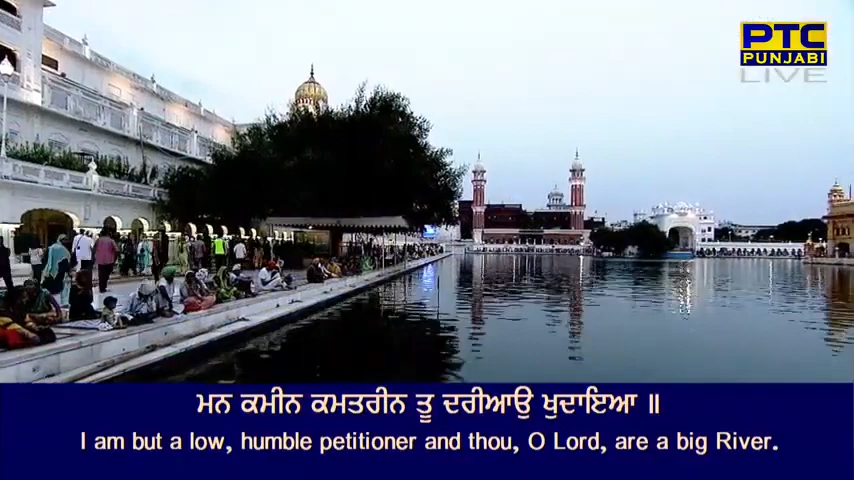 PTC
PUNJABI
LIVE
ਮਨ ਕਮੀਨ ਕਮਤਰੀਨ ਤੂ ਦਰੀਆਉ ਖੁਦਾਇਆ ॥
I am but a low, humble petitioner and thou, O Lord, are a big River.